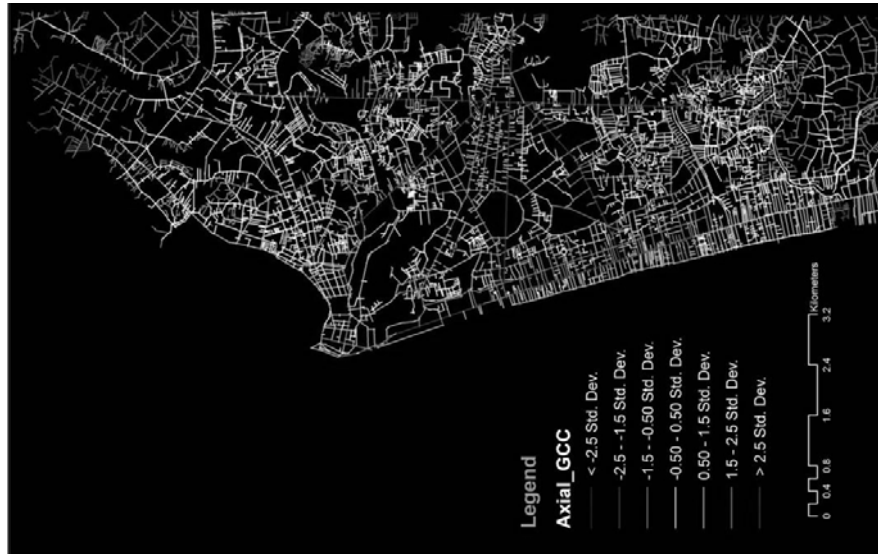 Legend
Axial_GCC
< -2.5 Std. Dev.
-2.5 - -1.5 Std. Dev.
-1.5 - -0.50 Std. Dev.
-0.50 - 0.50 Std. Dev.
0.50 - 1.5 Std. Dev.
1.5 - 2.5 Std. Dev.
> 2.5 Std. Dev.
Kilometers
0 0.4 0.8 1.6 2.4 3.2